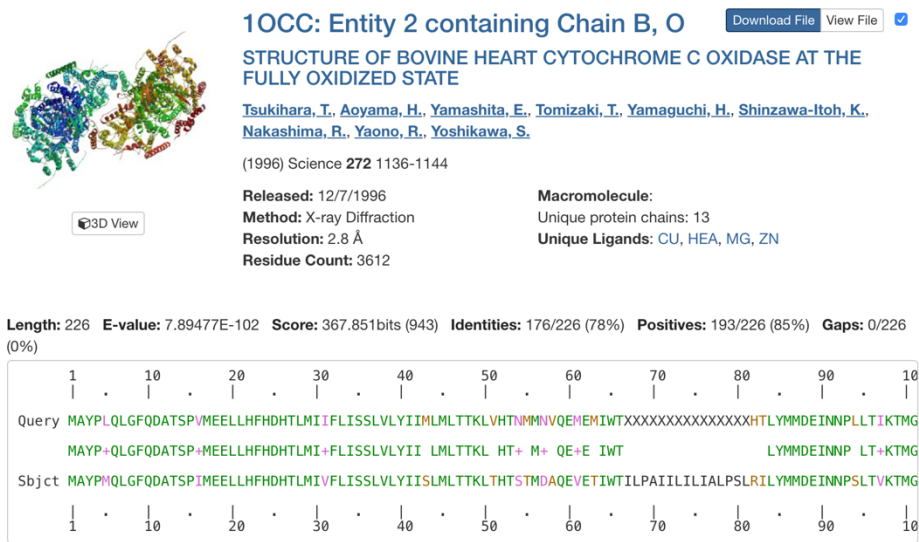 1OCC: Entity 2 containing Chain B, O
Download File View File
STRUCTURE OF BOVINE HEART CYTOCHROME C OXIDASE AT THE
FULLY OXIDIZED STATE
Tsukihara, T., Aoyama, H., Yamashita, E., Tomizaki, T., Yamaguchi, H., Shinzawa-Itoh, K.,
Nakashima, R., Yaono, R., Yoshikawa, S.
(1996) Science 272 1136-1144
Released: 12/7/1996
Method: X-ray Diffraction
Resolution: 2.8 Å
Residue Count: 3612
Macromolecule:
Unique protein chains: 13
Unique Ligands: CU, HEA, MG, ZN
3D View
Length: 226 E-value: 7.89477E-102 Score: 367.851bits (943) Identities: 176/226 (78%) Positives: 193/226 (85%) Gaps: 0/226
(0%)
1 10 20 30 40 50 60 70 80 90 10
Query MAYPLQLGFQDATSPVMEELLHFHDHTLMIIFLISSLVLYIIMLMLTTKLVHTNMMNVQEMEMIWTXXXXXXXXXXXXXXXHTLYMMDEINNPLLTIKTMG
MAYP+QLGFQDATSP+MEELLHFHDHTLMI+FLISSLVLYII LMLTTKL HT+ M+ QE+E IWT LYMMDEINNP LT+KTMG
Sbjct MAYPMQLGFQDATSPIMEELLHFHDHTLMIVFLISSLVLYIISLMLTTKLTHTSTMDAQEVETIWTILPAIILILIALPSLRILYMMDEINNPSLTVKTMG
1 10 20 30 40 50 60 70 80 90 10